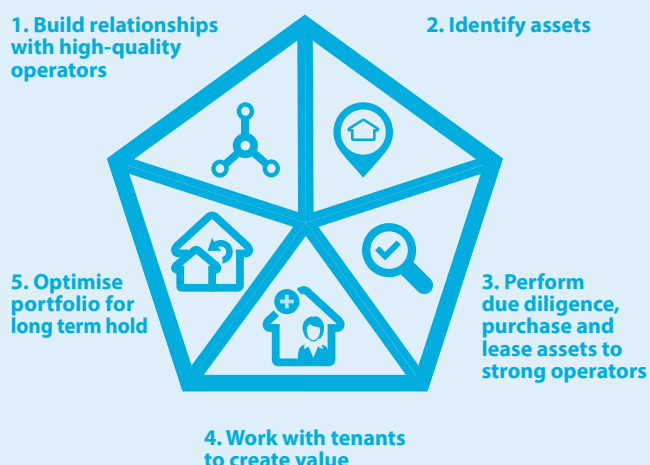 1. Build relationships
with high-quality
operators
2. Identify assets
3. Perform
due diligence,
purchase and
lease assets to
strong operators
4. Work with tenants
to create value
5. Optimise
portfolio for
long term hold